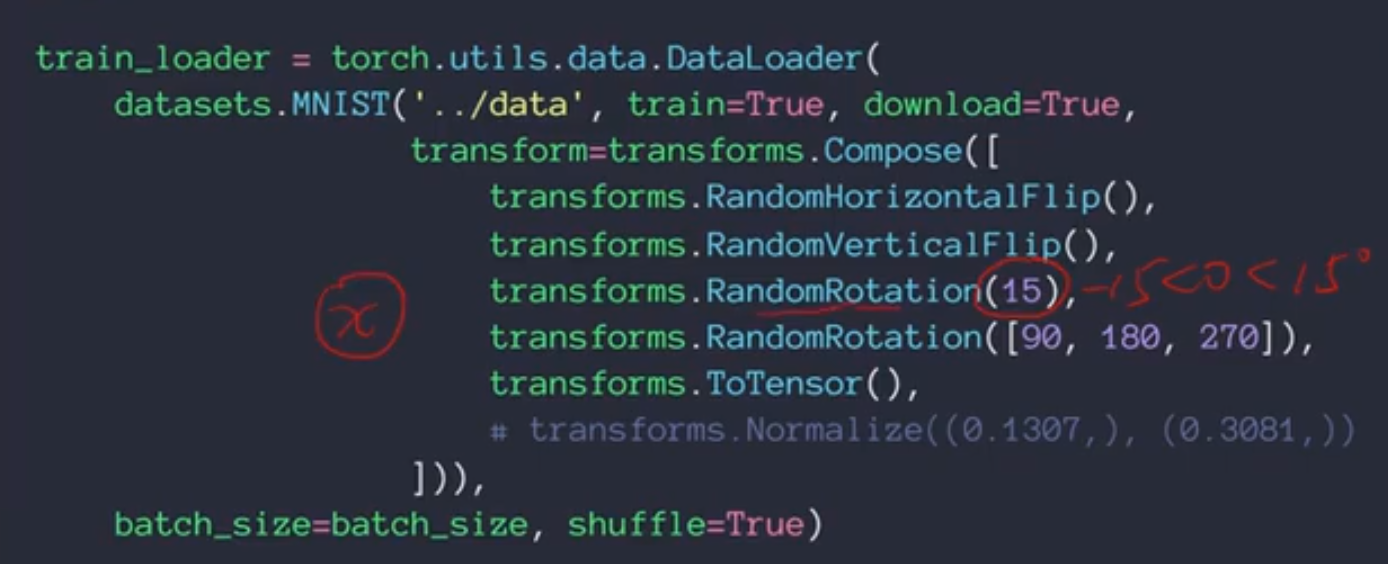 train_loader = torch.utils.data.DataLoader(
datasets.MNIST('../data', train=True, download=True,
transform=transforms.Compose([
transforms.RandomHorizontalFlip(),
transforms.RandomVerticalFlip(),
transforms.RandomRotation(15), -15<0<15°
x
transforms.RandomRotation([90, 180, 270]),
transforms.ToTensor(),
# transforms.Normalize((0.1307,), (0.3081,))
])),
batch_size=batch_size, shuffle=True)